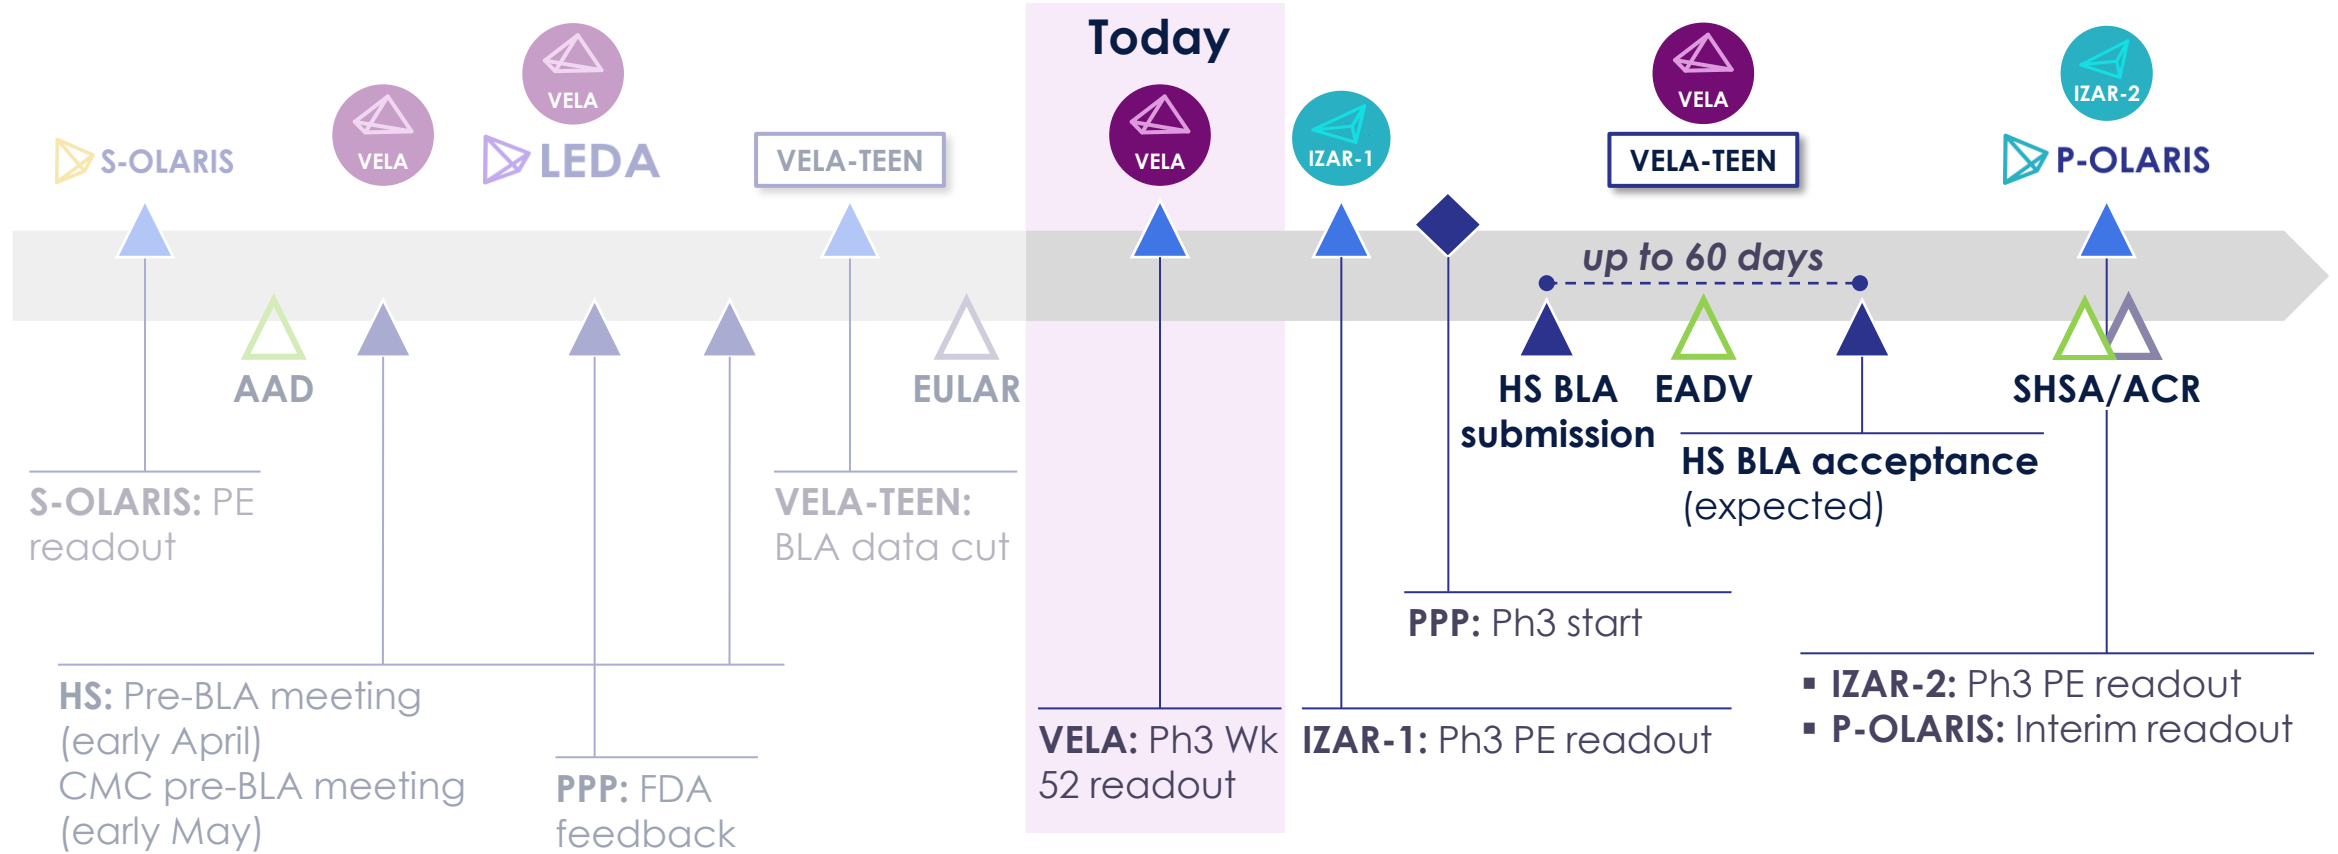 Today
VELA
VELA
VELA
IZAR-1
VELA
IZAR-2
S-OLARIS
LEDA
VELA-TEEN
VELA-TEEN
P-OLARIS
up to 60 days
AAD
EULAR
HS BLA
submission
EADV
SHSA/ACR
HS BLA acceptance
(expected)
S-OLARIS: PE
readout
VELA-TEEN:
BLA data cut
PPP: Ph3 start
HS: Pre-BLA meeting
(early April)
CMC pre-BLA meeting
(early May)
PPP: FDA
feedback
VELA: Ph3 Wk
52 readout
IZAR-1: Ph3 PE readout
▪ IZAR-2: Ph3 PE readout
▪ P-OLARIS: Interim readout